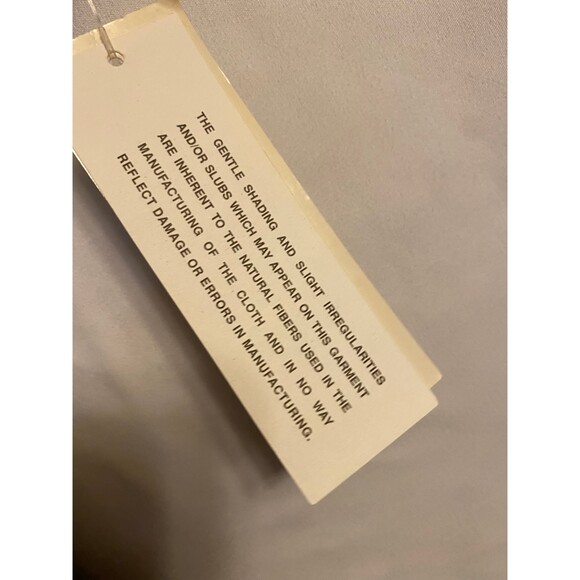 THE GENTLE SHADING AND SLIGHT IRREGULARITIES
AND/OR SLUBS WHICH MAY APPEAR ON THIS GARMENT
ARE INHERENT TO THE NATURAL FIBERS USED IN THE
MANUFACTURING OF THE CLOTH AND IN NO WAY
REFLECT DAMAGE OR ERRORS IN MANUFACTURING.